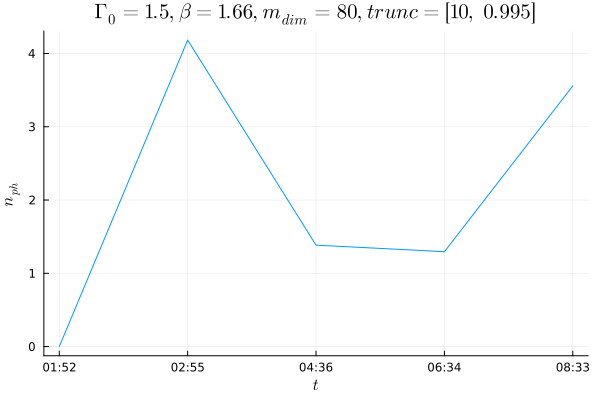 Γ₀ = 1.5, β = 1.66, m_dim = 80, trunc = [10, 0.995]
4
3
2
1
0
n_ph
01:52 02:55 04:36 06:34 08:33
t